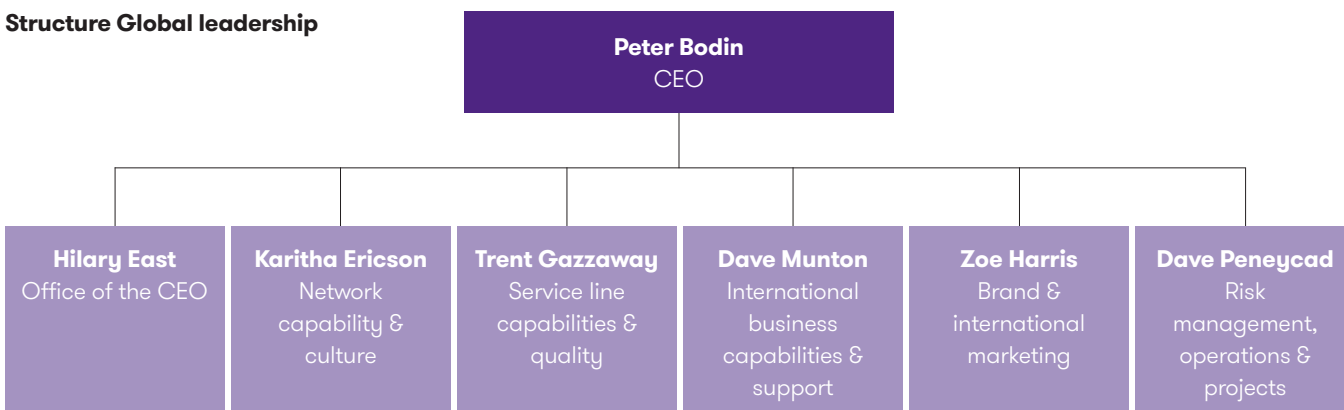 Structure Global leadership
Peter Bodin
CEO
Hilary East
Office of the CEO
Karitha Ericson
Network
capability &
culture
Trent Gazzaway
Service line
capabilities &
quality
Dave Munton
International
business
capabilities &
support
Zoe Harris
Brand &
international
marketing
Dave Peneycad
Risk
management,
operations &
projects